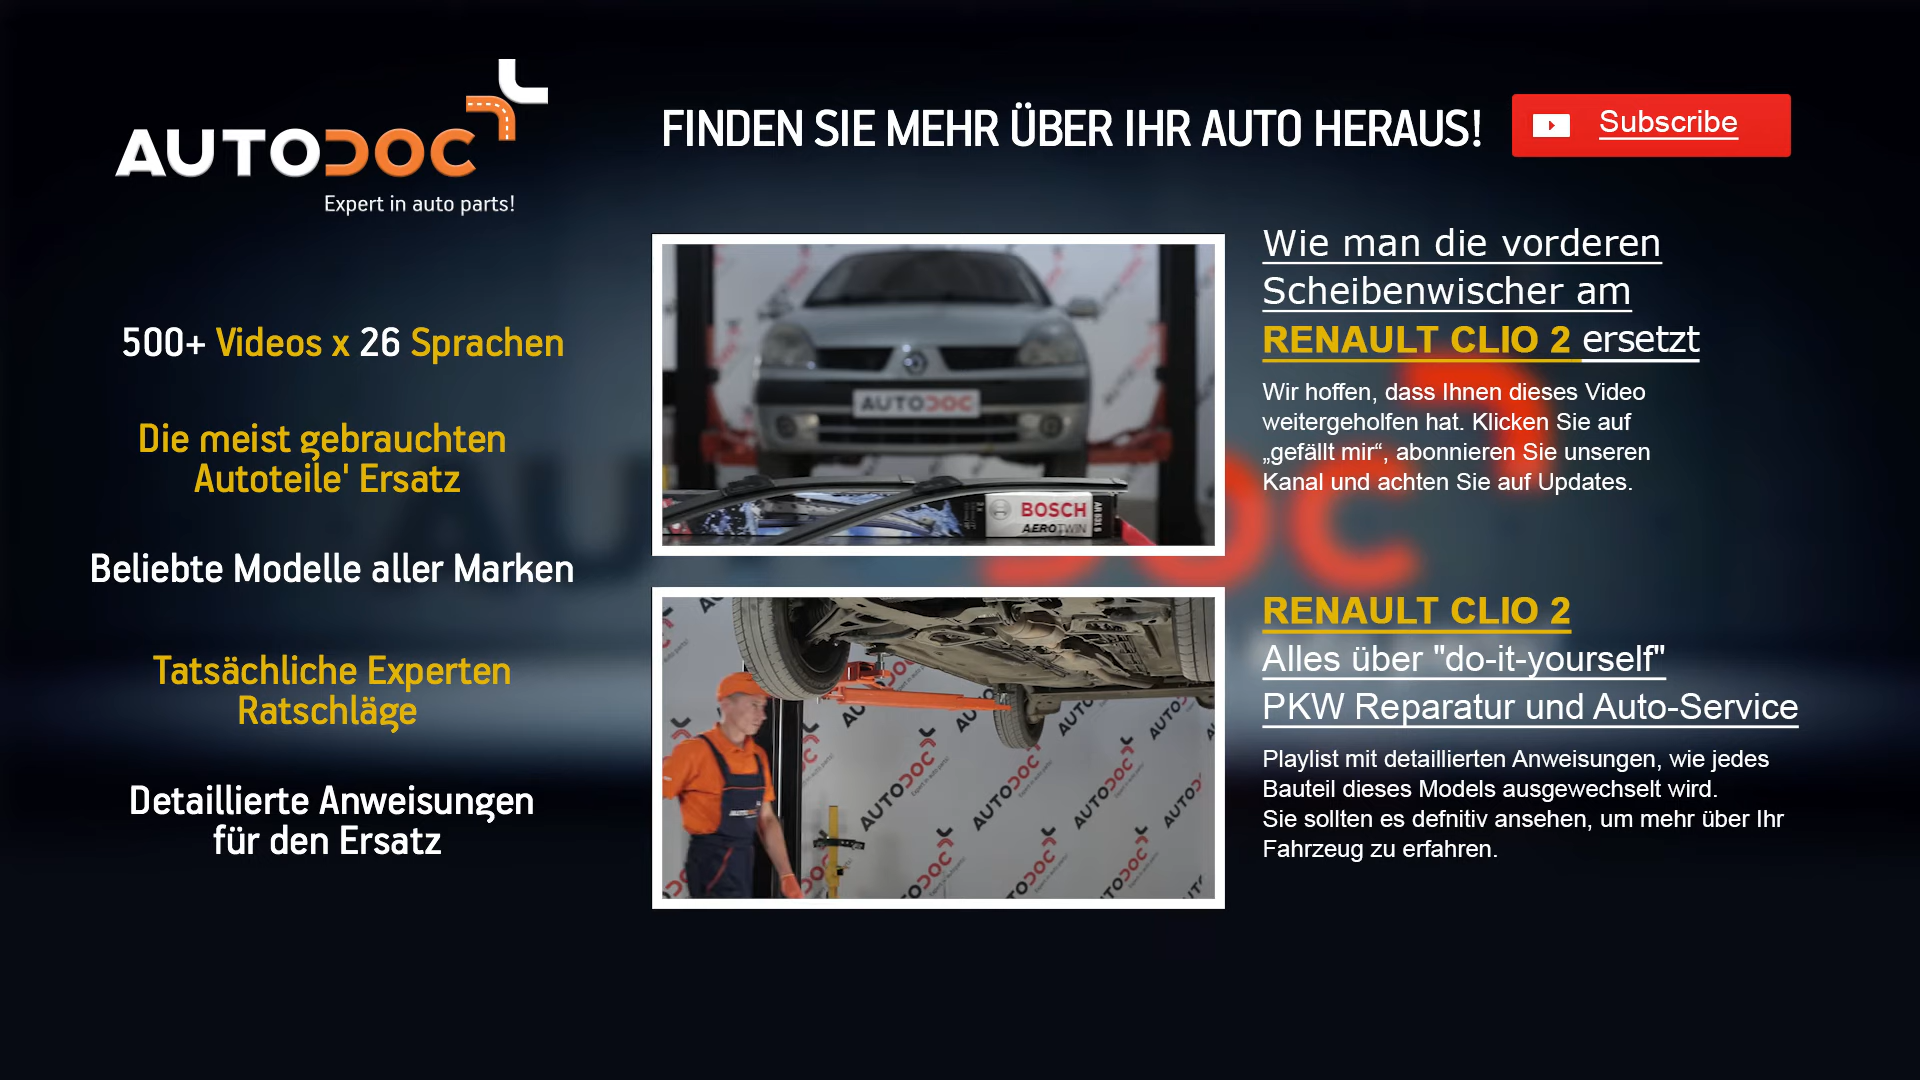 AUTODOC
Expert in auto parts!
FINDEN SIE MEHR ÜBER IHR AUTO HERAUS!
Subscribe
500+ Videos x 26 Sprachen
Die meist gebrauchten
Autoteile' Ersatz
Beliebte Modelle aller Marken
Tatsächliche Experten
Ratschläge
Detaillierte Anweisungen
für den Ersatz
AUTODOC
BOSCH
AEROTWIN
Wie man die vorderen
Scheibenwischer am
RENAULT CLIO 2 ersetzt
Wir hoffen, dass Ihnen dieses Video
weitergeholfen hat. Klicken Sie auf
„gefällt mir“, abonnieren Sie unseren
Kanal und achten Sie auf Updates.
AUTODOC
AUTODOC
AUTODOC
AUTODOC
RENAULT CLIO 2
Alles über "do-it-yourself"
PKW Reparatur und Auto-Service
Playlist mit detaillierten Anweisungen, wie jedes
Bauteil dieses Models ausgewechselt wird.
Sie sollten es defnitiv ansehen, um mehr über Ihr
Fahrzeug zu erfahren.